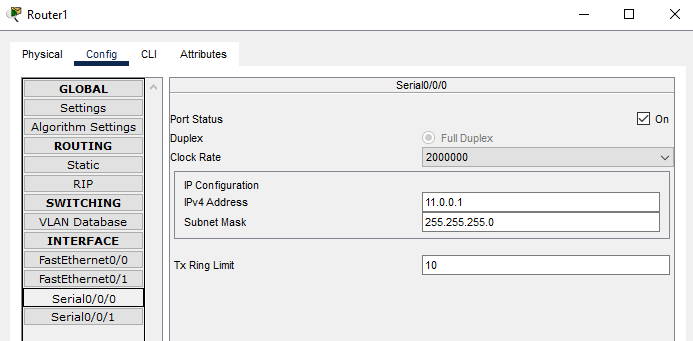 Router1
Physical Config CLI Attributes
GLOBAL
Settings
Algorithm Settings
ROUTING
Static
RIP
SWITCHING
VLAN Database
INTERFACE
FastEthernet0/0
FastEthernet0/1
Serial0/0/0
Serial0/0/1
Serial0/0/0
Port Status On
Duplex Full Duplex
Clock Rate 2000000
IP Configuration
IPv4 Address 11.0.0.1
Subnet Mask 255.255.255.0
Tx Ring Limit 10